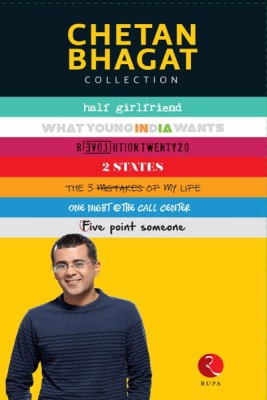 CHETAN
BHAGAT
COLLECTION
half girlfriend
WHAT YOUNG INDIA WANTS
REVOLUTION TWENTY20
2 STATES
THE 3 MISTAKES OF MY LIFE
ONE NIGHT @ THE CALL CENTER
Five point someone
R
RUPA